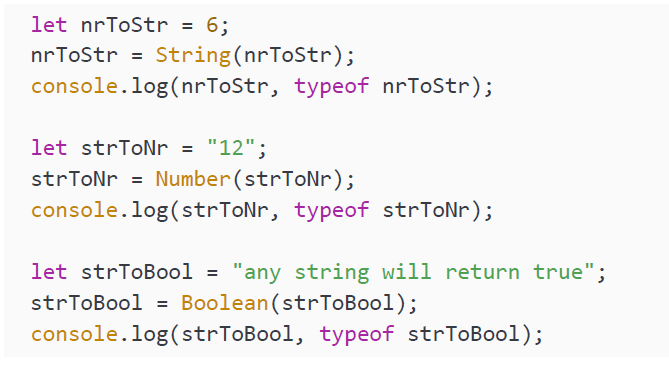 let nrToStr = 6;
nrToStr = String(nrToStr);
console.log(nrToStr, typeof nrToStr);
let strToNr = "12";
strToNr = Number(strToNr);
console.log(strToNr, typeof strToNr);
let strToBool = "any string will return true";
strToBool = Boolean(strToBool);
console.log(strToBool, typeof strToBool);